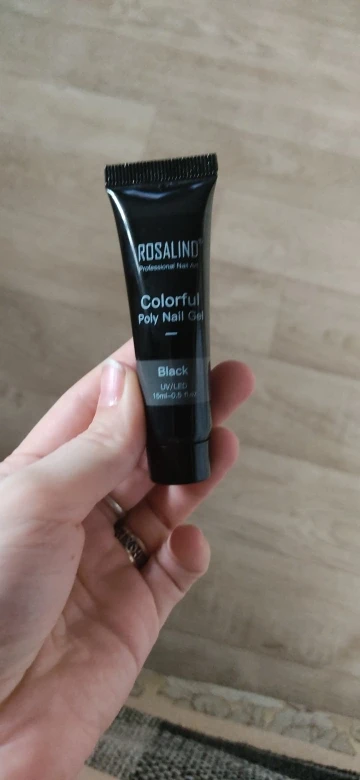 ROSALIND
Professional Nail Art
Colorful
Poly Nail Gel
Black
UV/LED
15ml-0.5 fl.oz